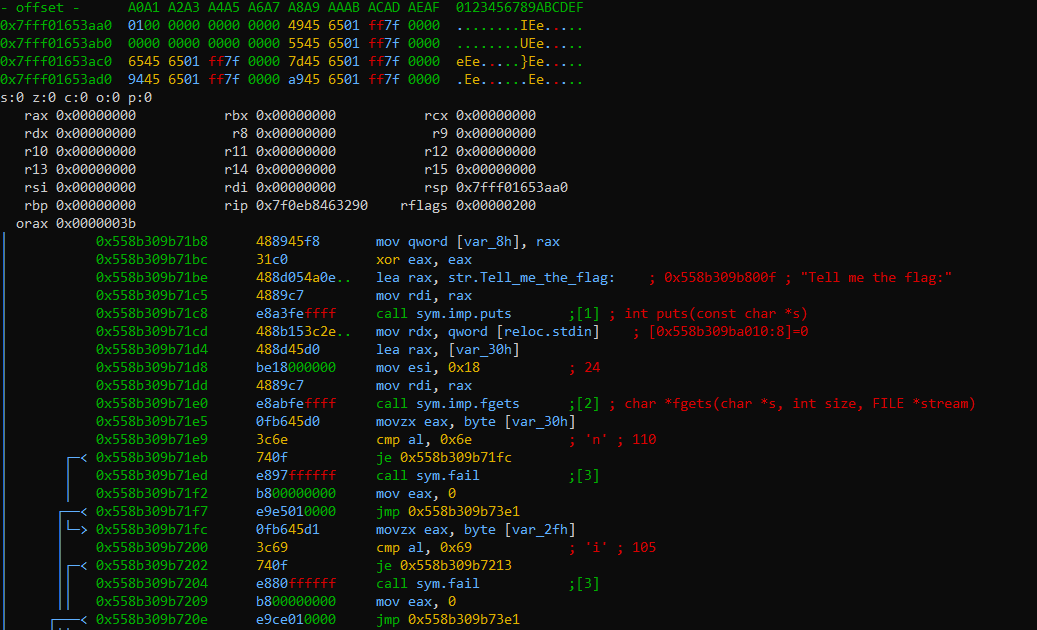 - offset -       A0A1 A2A3 A4A5 A6A7 A8A9 AAAB ACAD AEAF  0123456789ABCDEF
0x7fff01653aa0  0100 0000 0000 0000 4945 6501 ff7f 0000  ........IEe.....
0x7fff01653ab0  0000 0000 0000 0000 5545 6501 ff7f 0000  ........UEe.....
0x7fff01653ac0  6545 6501 ff7f 0000 7d45 6501 ff7f 0000  eEe.....}Ee.....
0x7fff01653ad0  9445 6501 ff7f 0000 a945 6501 ff7f 0000  .Ee......Ee.....
s:0 z:0 c:0 o:0 p:0
rax 0x00000000 rbx 0x00000000 rcx 0x00000000
rdx 0x00000000 r8 0x00000000 r9 0x00000000
r10 0x00000000 r11 0x00000000 r12 0x00000000
r13 0x00000000 r14 0x00000000 r15 0x00000000
rsi 0x00000000 rdi 0x00000000 rsp 0x7fff01653aa0
rbp 0x00000000 rip 0x7f0eb8463290 rflags 0x00000200
orax 0x0000003b
0x558b309b71b8 488945f8 mov qword [var_8h], rax
0x558b309b71bc 31c0 xor eax, eax
0x558b309b71be 488d054a0e.. lea rax, str.Tell_me_the_flag: ; 0x558b309b800f ; "Tell me the flag:"
0x558b309b71c5 4889c7 mov rdi, rax
0x558b309b71c8 e8a3feffff call sym.imp.puts ;[1] ; int puts(const char *s)
0x558b309b71cd 488b153c2e.. mov rdx, qword [reloc.stdin] ; [0x558b309ba010:8]=0
0x558b309b71d4 488d45d0 lea rax, [var_30h]
0x558b309b71d8 be18000000 mov esi, 0x18 ; 24
0x558b309b71dd 4889c7 mov rdi, rax
0x558b309b71e0 e8abfeffff call sym.imp.fgets ;[2] ; char *fgets(char *s, int size, FILE *stream)
0x558b309b71e5 0fb645d0 movzx eax, byte [var_30h]
0x558b309b71e9 3c6e cmp al, 0x6e ; 'n' ; 110
0x558b309b71eb 740f je 0x558b309b71fc
0x558b309b71ed e897ffffff call sym.fail ;[3]
0x558b309b71f2 b800000000 mov eax, 0
0x558b309b71f7 e9e5010000 jmp 0x558b309b73e1
0x558b309b71fc 0fb645d1 movzx eax, byte [var_2fh]
0x558b309b7200 3c69 cmp al, 0x69 ; 'i' ; 105
0x558b309b7202 740f je 0x558b309b7213
0x558b309b7204 e880ffffff call sym.fail ;[3]
0x558b309b7209 b800000000 mov eax, 0
0x558b309b720e e9ce010000 jmp 0x558b309b73e1